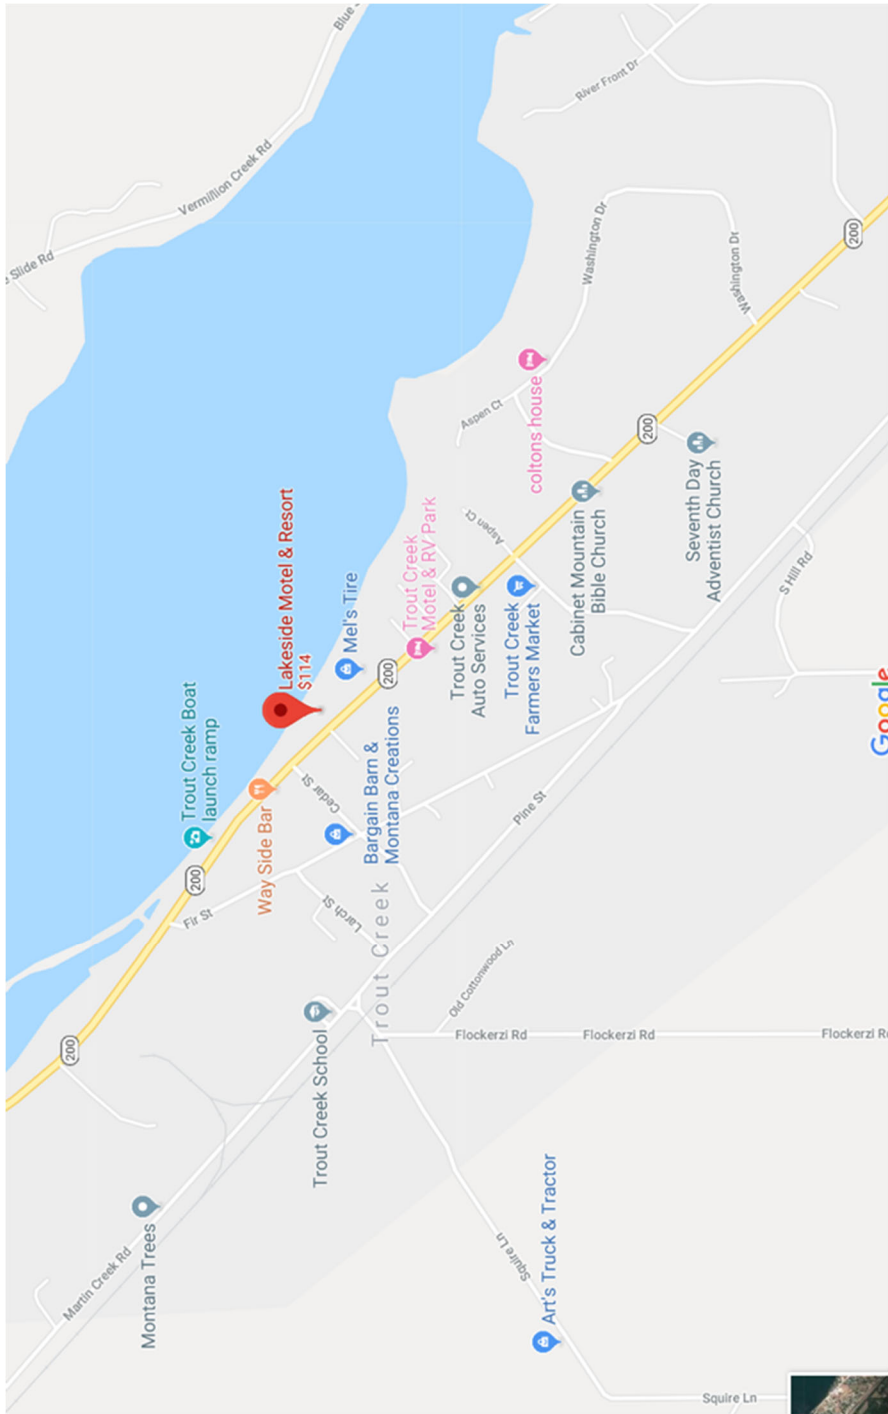 Blue S
Vermillion Creek Rd
e Slide Rd
River Front Dr
Washington Dr
Washington Dr
200
Aspen Ct
coltons house
200
Seventh Day
Adventist Church
Cabinet Mountain
Bible Church
Aspen Ct
S Hill Rd
Lakeside Motel & Resort
$114
Mel's Tire
Trout Creek
Motel & RV Park
Trout Creek
Auto Services
Trout Creek
Farmers Market
200
Google
Trout Creek Boat
launch ramp
Way Side Bar
Cedar St
Bargain Barn &
Montana Creations
Pine St
200
Fir St
Larch St
Trout Creek
Old Cottonwood Ln
Trout Creek School
Flockerzi Rd
Flockerzi Rd
Flockerzi Rd
200
Montana Trees
Martin Creek Rd
Squire Ln
Art's Truck & Tractor
Squire Ln